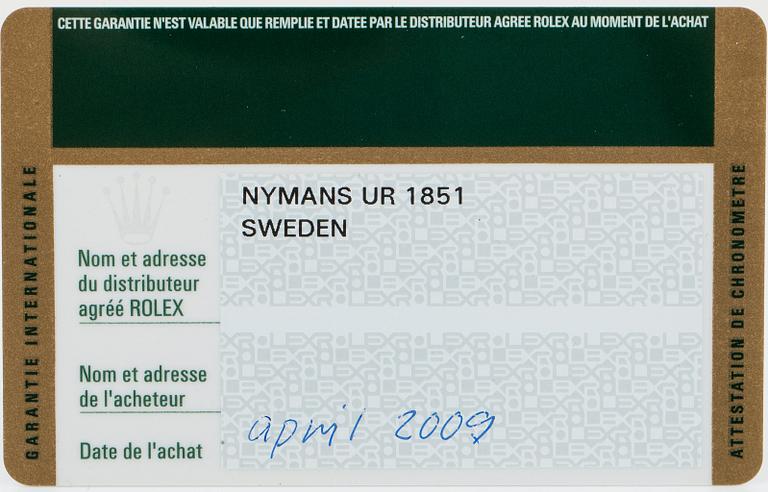 CETTE GARANTIE N'EST VALABLE QUE REMPLIE ET DATEE PAR LE DISTRIBUTEUR AGREE ROLEX AU MOMENT DE L'ACHAT
GARANTIE INTERNATIONALE
NYMANS UR 1851
SWEDEN
Nom et adresse
du distributeur
agréé ROLEX
Nom et adresse
de l'acheteur
Date de l'achat
april 2009
ATTESTATION DE CHRONOMETRE